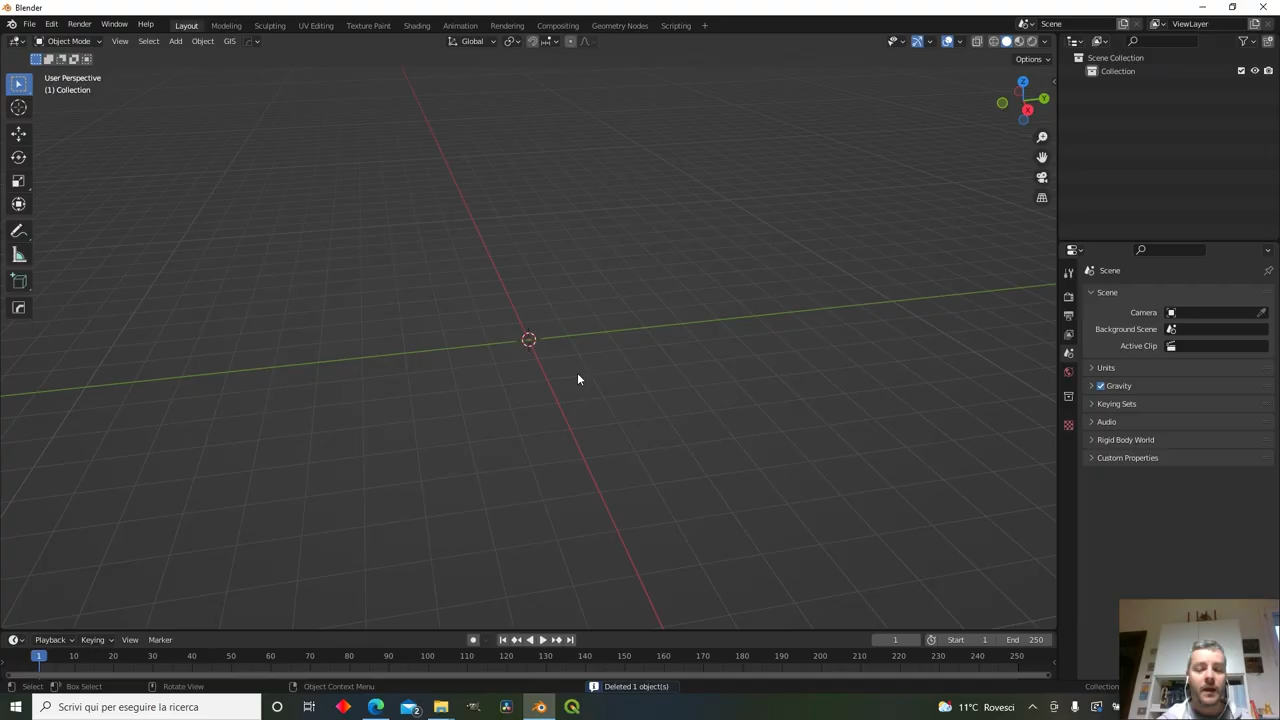 Blender
File Edit Render Window Help Layout Modeling Sculpting UV Editing Texture Paint Shading Animation Rendering Compositing Geometry Nodes Scripting + Scene ViewLayer
Object Mode View Select Add Object GIS Global
Options
User Perspective
(1) Collection
Z
Y
X
Scene Collection
Collection
Scene
Scene
Camera
Background Scene
Active Clip
Units
Gravity
Keying Sets
Audio
Rigid Body World
Custom Properties
Playback Keying View Marker 1 Start 1 End 250
1 10 20 30 40 50 60 70 80 90 100 110 120 130 140 150 160 170 180 190 200 210 220 230 240 250
Select Box Select Rotate View Object Context Menu Deleted 1 object(s) Collection
Scrivi qui per eseguire la ricerca 2 11°C Rovesci